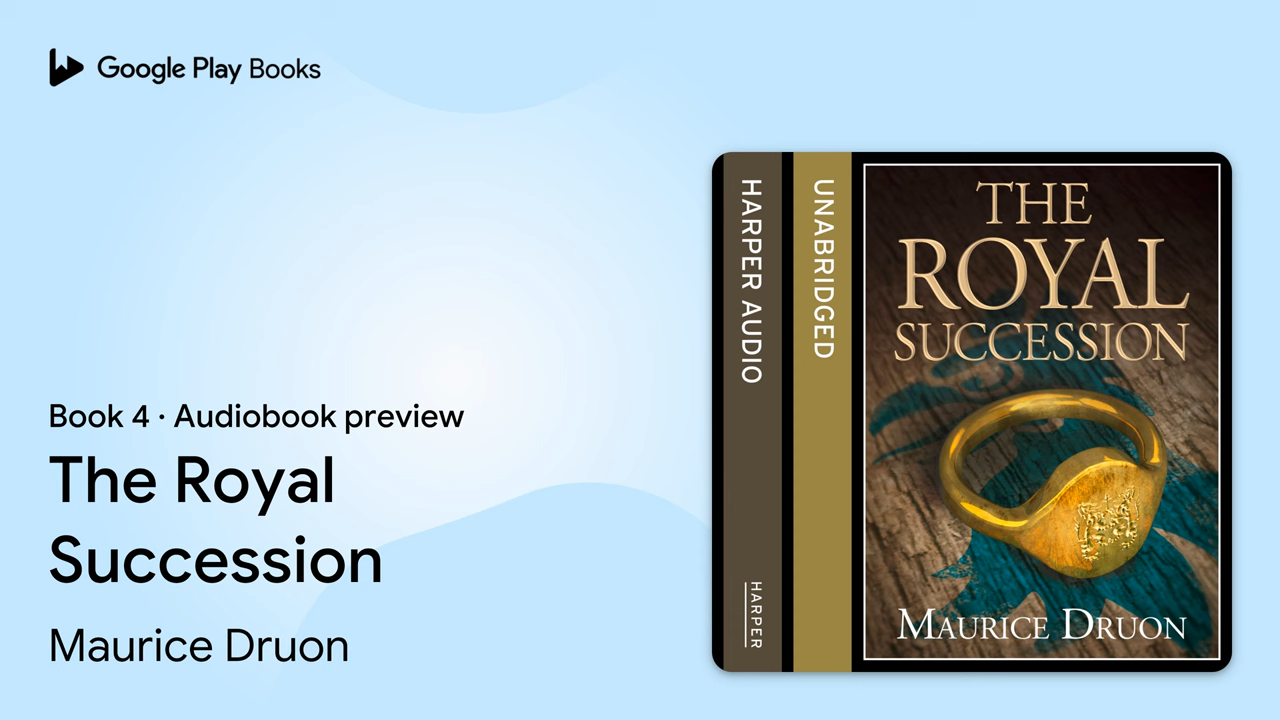 Google Play Books
Book 4 · Audiobook preview
The Royal
Succession
Maurice Druon
HARPER AUDIO
HARPER
UNABRIDGED
THE
ROYAL
SUCCESSION
MAURICE DRUON